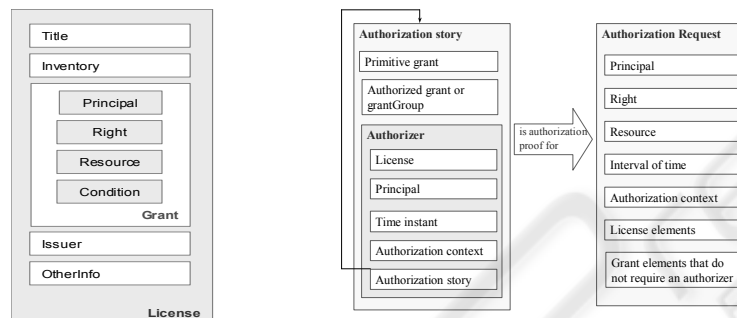 Title
Inventory
Principal
Right
Resource
Condition
Grant
Issuer
OtherInfo
License
Authorization story
Primitive grant
Authorized grant or
grantGroup
Authorizer
License
Principal
Time instant
Authorization context
Authorization story
is authorization
proof for
Authorization Request
Principal
Right
Resource
Interval of time
Authorization context
License elements
Grant elements that do
not require an authorizer